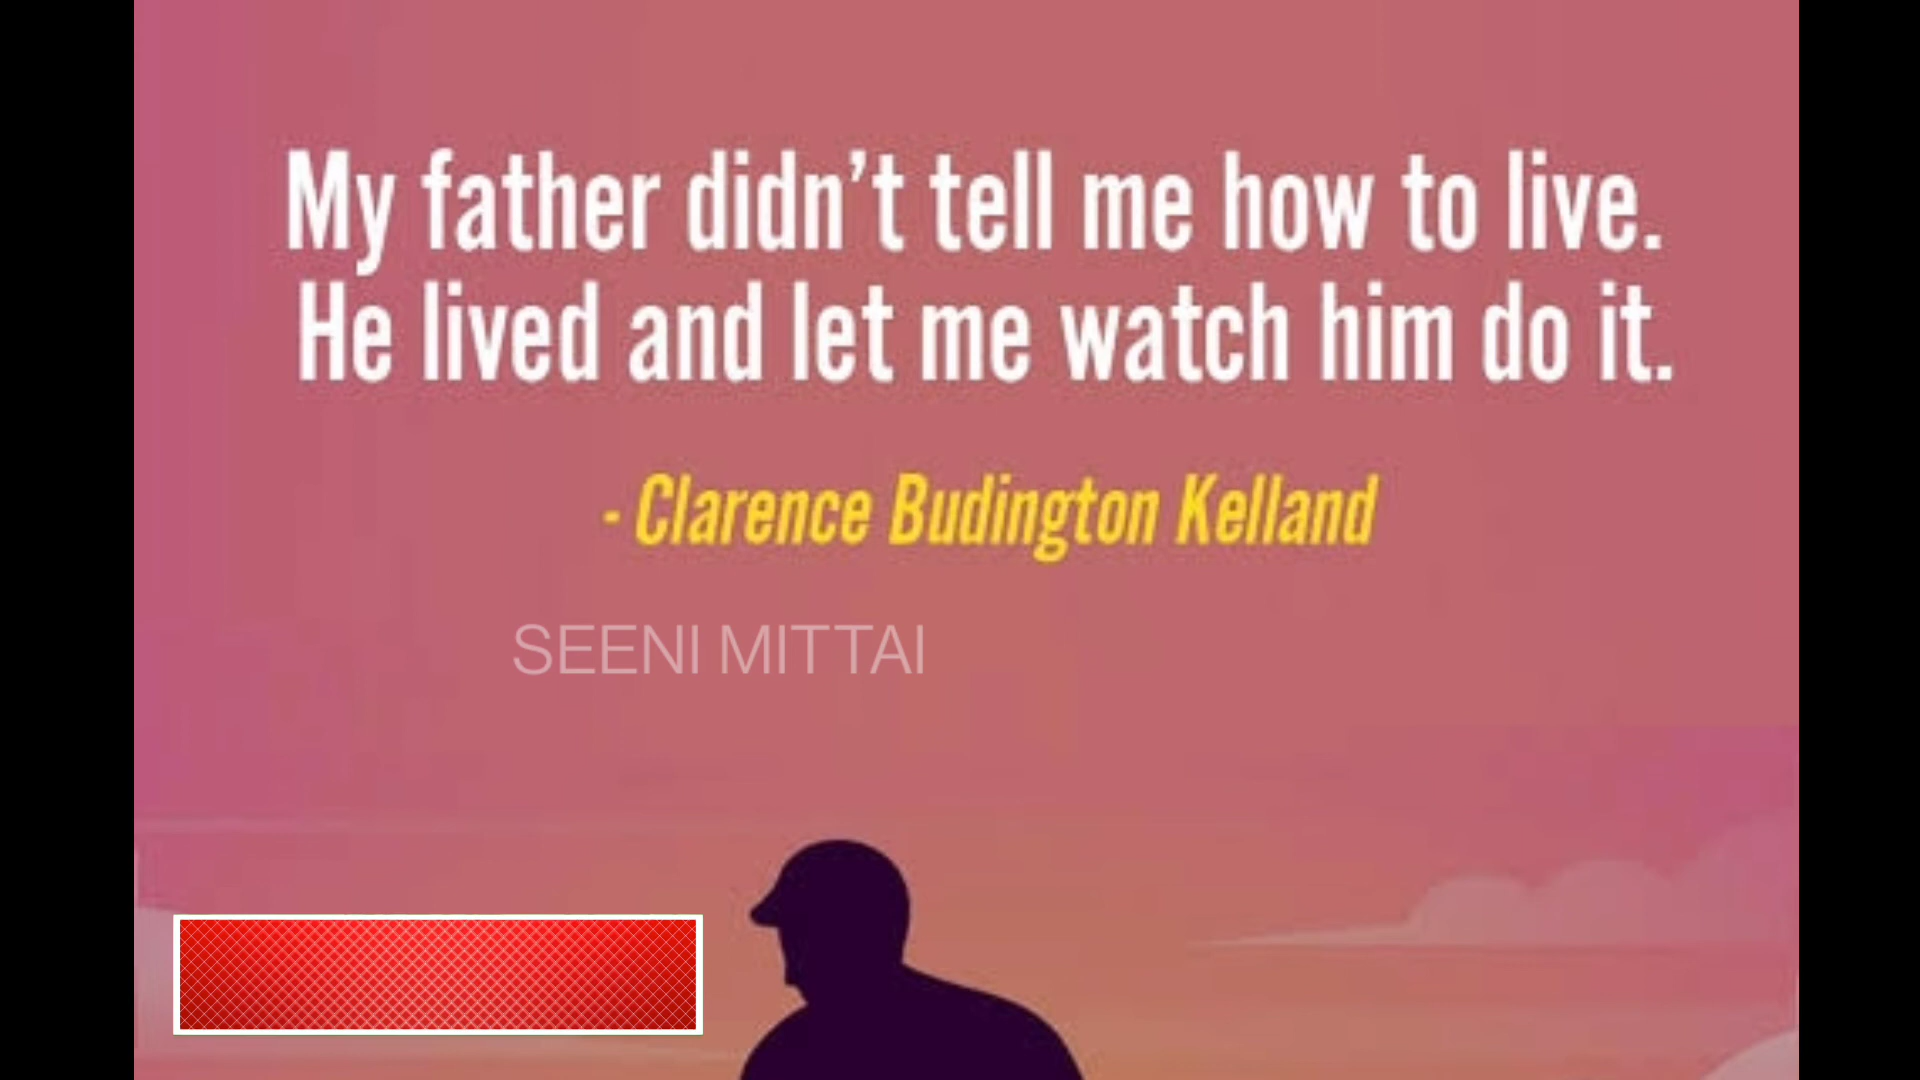 My father didn’t tell me how to live.
He lived and let me watch him do it.
- Clarence Budington Kelland
SEENI MITTAI